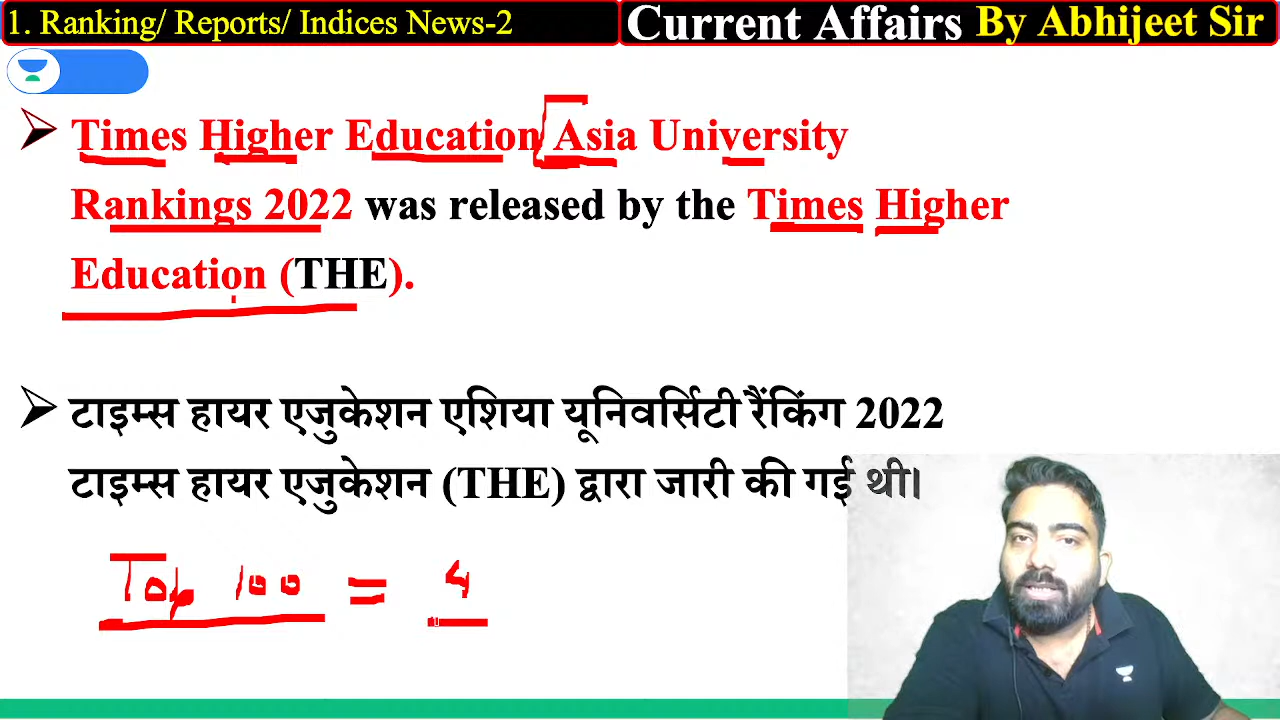 1. Ranking/ Reports/ Indices News-2
Current Affairs By Abhijeet Sir
Times Higher Education Asia University
Rankings 2022 was released by the Times Higher
Education (THE).
टाइम्स हायर एजुकेशन एशिया यूनिवर्सिटी रैंकिंग 2022
टाइम्स हायर एजुकेशन (THE) द्वारा जारी की गई थी।
Top 100 = 4